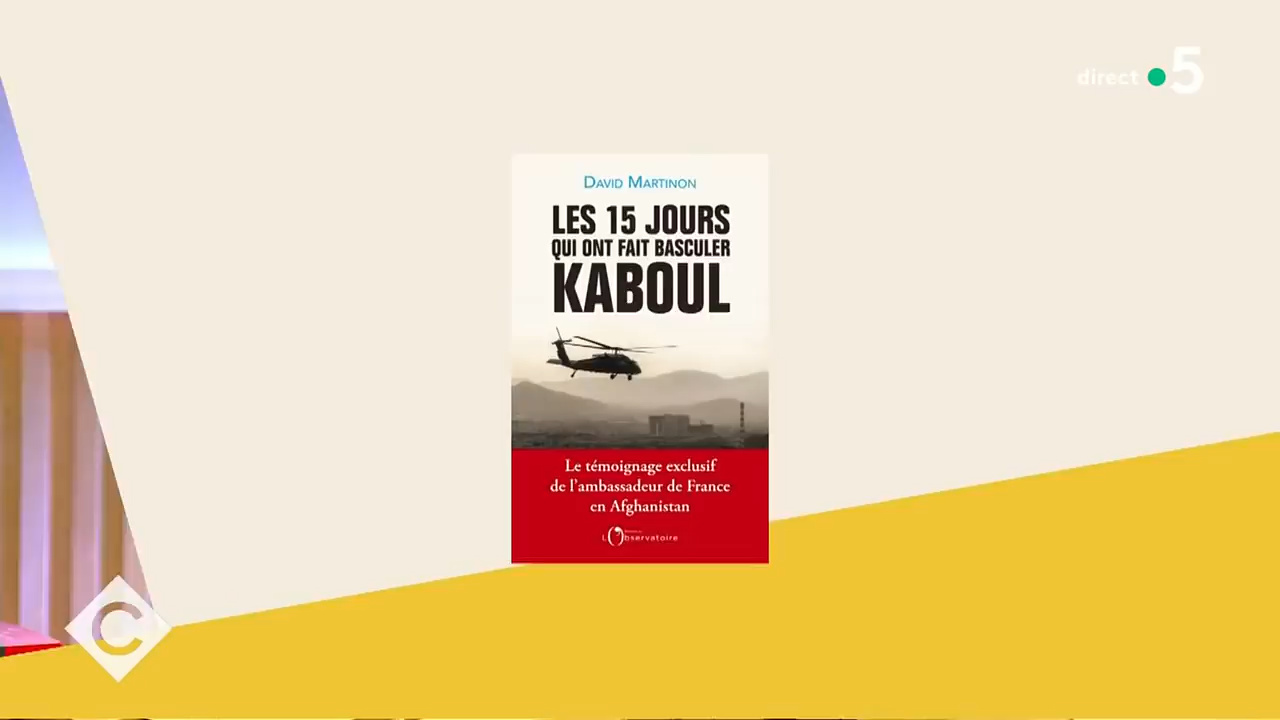 direct 5
DAVID MARTINON
LES 15 JOURS
QUI ONT FAIT BASCULER
KABOUL
Le témoignage exclusif
de l'ambassadeur de France
en Afghanistan
L'Observatoire
C